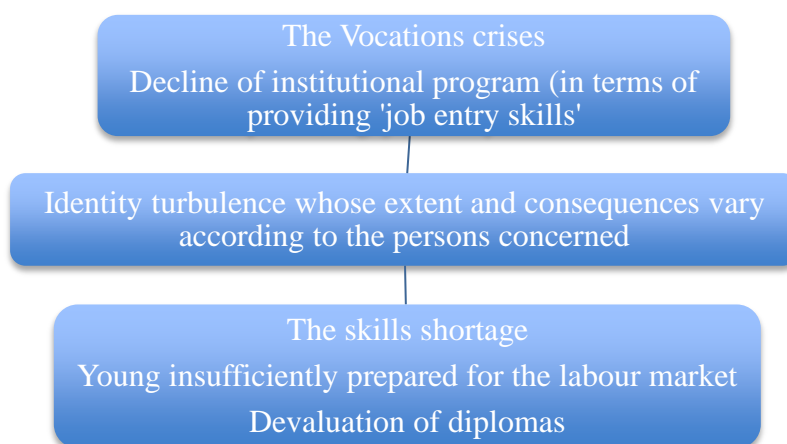 The Vocations crises
Decline of institutional program (in terms of
providing 'job entry skills'
Identity turbulence whose extent and consequences vary
according to the persons concerned
The skills shortage
Young insufficiently prepared for the labour market
Devaluation of diplomas